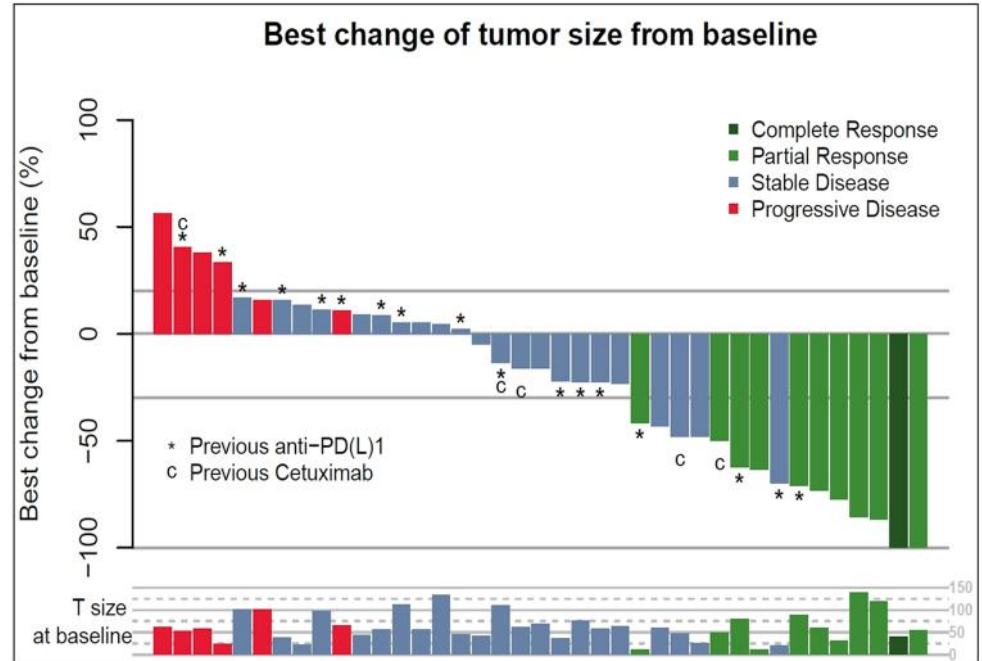 Best change of tumor size from baseline
Best change from baseline (%)
100
50
0
−50
−100
Complete Response
Partial Response
Stable Disease
Progressive Disease
c
*
*
*
*
*
*
*
*
*
*
c
c
*
*
*
*
c
c
*
*
*
* Previous anti−PD(L)1
c Previous Cetuximab
T size
at baseline
150
100
50
0